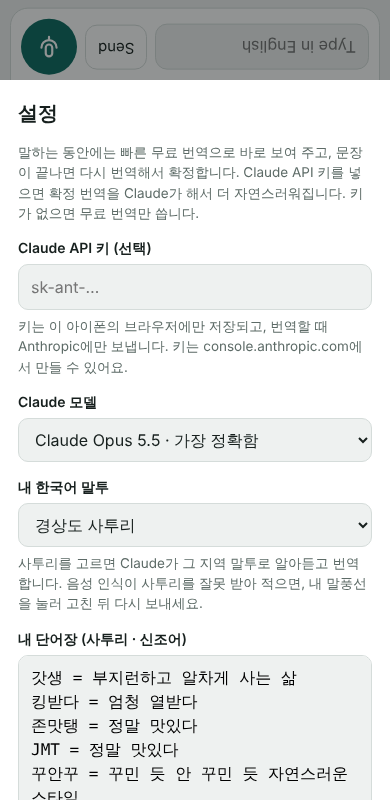 Send
Type in English
설정
말하는 동안에는 빠른 무료 번역으로 바로 보여 주고, 문장
이 끝나면 다시 번역해서 확정합니다. Claude API 키를 넣
으면 확정 번역을 Claude가 해서 더 자연스러워집니다. 키
가 없으면 무료 번역만 씁니다.
Claude API 키 (선택)
sk-ant-...
키는 이 아이폰의 브라우저에만 저장되고, 번역할 때
Anthropic에만 보냅니다. 키는 console.anthropic.com에
서 만들 수 있어요.
Claude 모델
Claude Opus 5.5 · 가장 정확함
내 한국어 말투
경상도 사투리
사투리를 고르면 Claude가 그 지역 말투로 알아듣고 번역
합니다. 음성 인식이 사투리를 잘못 받아 적으면, 내 말풍선
을 눌러 고친 뒤 다시 보내세요.
내 단어장 (사투리 · 신조어)
갓생 = 부지런하고 알차게 사는 삶
킹받다 = 엄청 열받다
존맛탱 = 정말 맛있다
JMT = 정말 맛있다
꾸안꾸 = 꾸민 듯 안 꾸민 듯 자연스러운
스타일